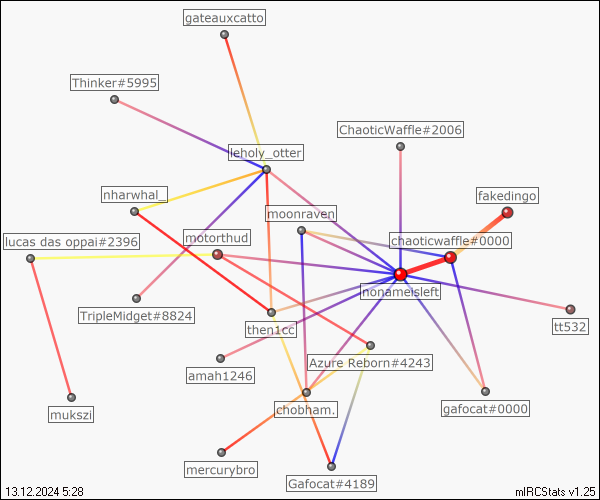 gateauxcatto
Thinker#5995
ChaoticWaffle#2006
leholy_otter
nharwhal_
fakedingo
moonraven
lucas das oppai#2396
motorthud
chaoticwaffle#0000
nonameisleft
TripleMidget#8824
then1cc
tt532
Azure Reborn#4243
amah1246
mukszi
chobham.
gafocat#0000
mercurybro
Gafocat#4189
13.12.2024 5:28
mIRCStats v1.25